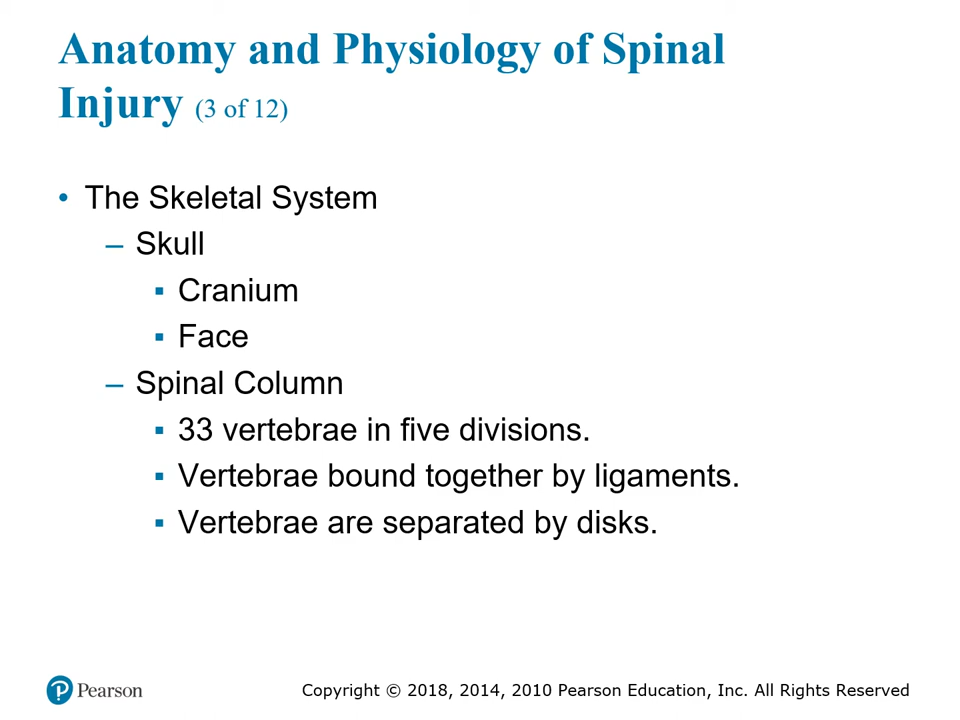 Anatomy and Physiology of Spinal
Injury (3 of 12)
• The Skeletal System
– Skull
▪ Cranium
▪ Face
– Spinal Column
▪ 33 vertebrae in five divisions.
▪ Vertebrae bound together by ligaments.
▪ Vertebrae are separated by disks.
Pearson
Copyright © 2018, 2014, 2010 Pearson Education, Inc. All Rights Reserved